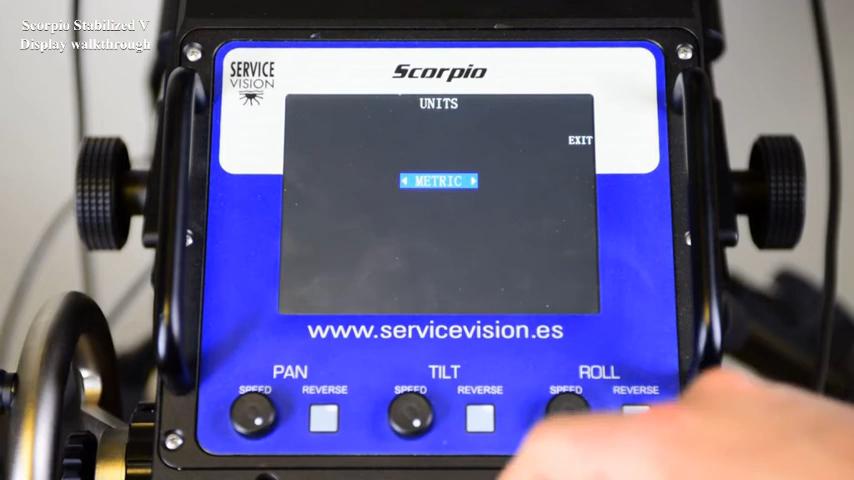 Scorpio Stabilized V
Display walkthrough
SERVICE
VISION
Scorpio
UNITS
EXIT
METRIC
www.servicevision.es
PAN
TILT
ROLL
SPEED
REVERSE
SPEED
REVERSE
SPEED
REVERSE